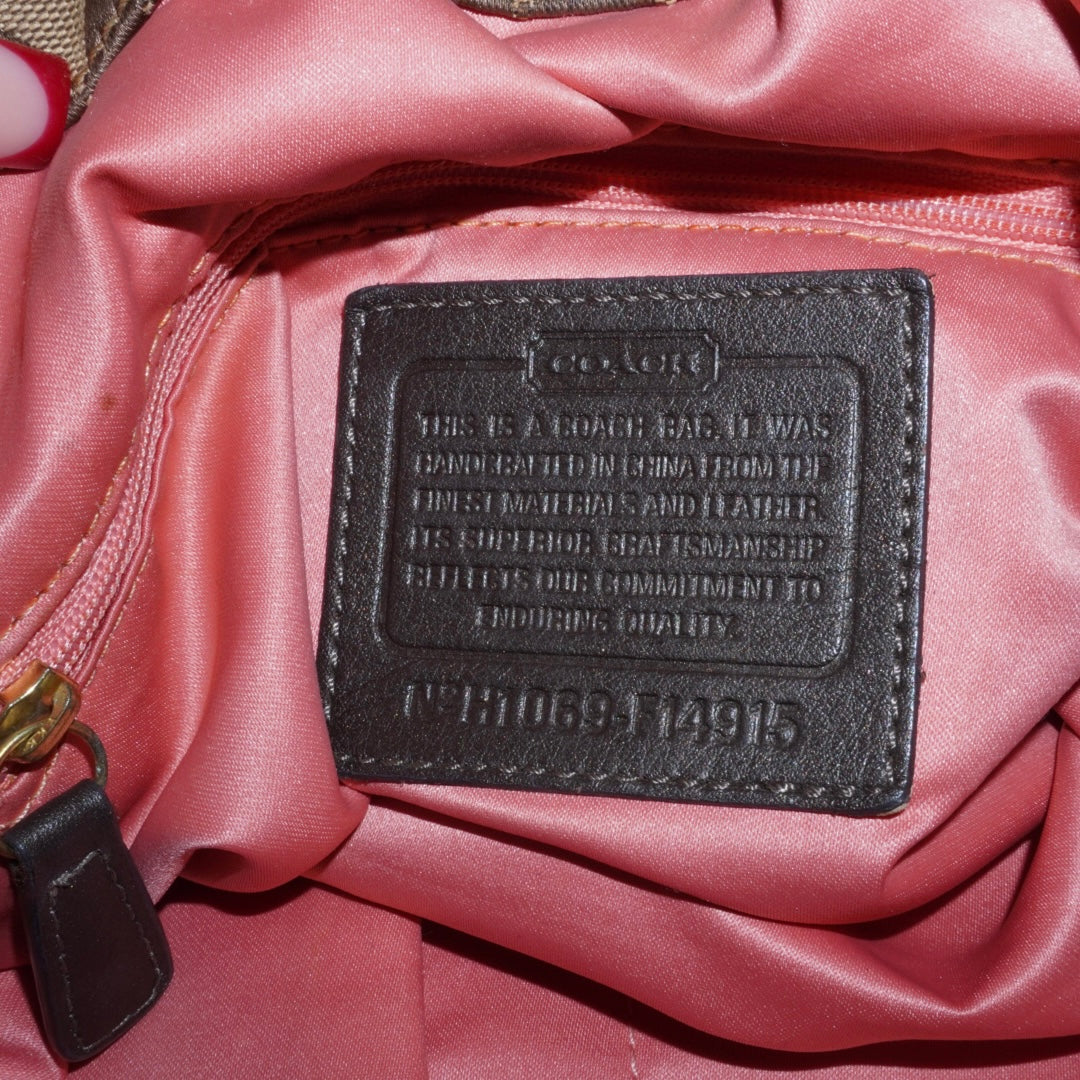 COACH
THIS IS A COACH BAG. IT WAS
HANDCRAFTED IN CHINA FROM THE
FINEST MATERIALS AND LEATHER
ITS SUPERIOR CRAFTSMANSHIP
REFLECTS OUR COMMITMENT TO
ENDURING QUALITY.
Nº H1069-F14915